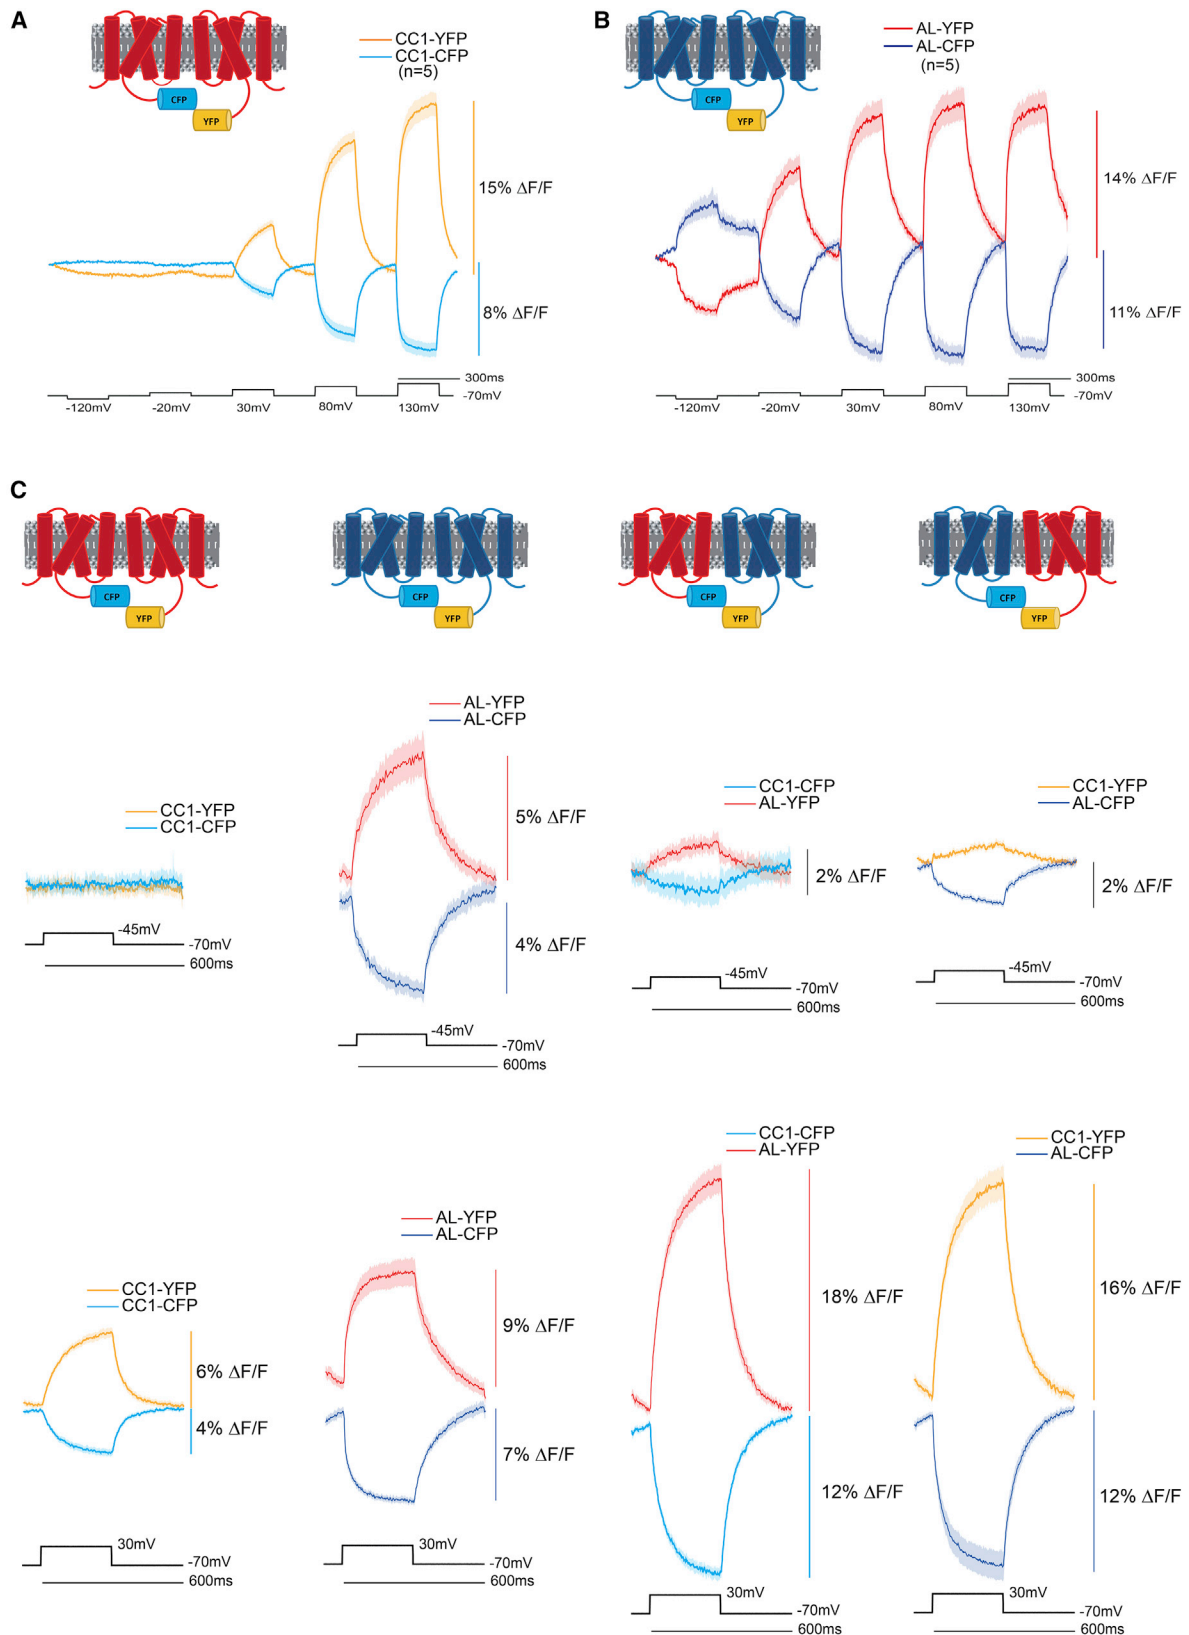 A
CFP
YFP
CC1-YFP
CC1-CFP
(n=5)
15% ΔF/F
8% ΔF/F
300ms
-70mV
-120mV
-20mV
30mV
80mV
130mV
B
CFP
YFP
AL-YFP
AL-CFP
(n=5)
14% ΔF/F
11% ΔF/F
300ms
-70mV
-120mV
-20mV
30mV
80mV
130mV
C
CFP
YFP
CFP
YFP
CFP
YFP
CFP
YFP
CC1-YFP
CC1-CFP
-45mV
-70mV
600ms
AL-YFP
AL-CFP
5% ΔF/F
4% ΔF/F
-45mV
-70mV
600ms
CC1-CFP
AL-YFP
2% ΔF/F
-45mV
-70mV
600ms
CC1-YFP
AL-CFP
2% ΔF/F
-45mV
-70mV
600ms
CC1-YFP
CC1-CFP
6% ΔF/F
4% ΔF/F
30mV
-70mV
600ms
AL-YFP
AL-CFP
9% ΔF/F
7% ΔF/F
30mV
-70mV
600ms
CC1-CFP
AL-YFP
18% ΔF/F
12% ΔF/F
30mV
-70mV
600ms
CC1-YFP
AL-CFP
16% ΔF/F
12% ΔF/F
30mV
-70mV
600ms